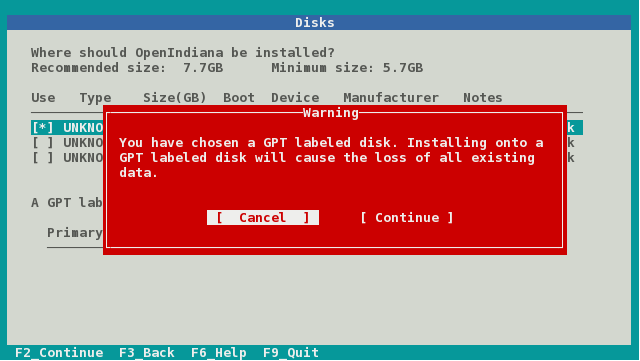 Disks
Where should OpenIndiana be installed?
Recommended size:  7.7GB      Minimum size: 5.7GB
Use   Type    Size(GB)  Boot  Device   Manufacturer   Notes
Warning
[*] UNKNO
[ ] UNKNO
[ ] UNKNO
You have chosen a GPT labeled disk. Installing onto a
GPT labeled disk will cause the loss of all existing
data.
A GPT lab
[  Cancel  ]     [ Continue ]
Primary
F2_Continue  F3_Back  F6_Help  F9_Quit